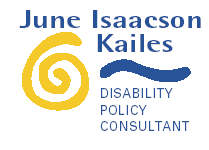 June Isaacson
Kailes
DISABILITY
POLICY
CONSULTANT